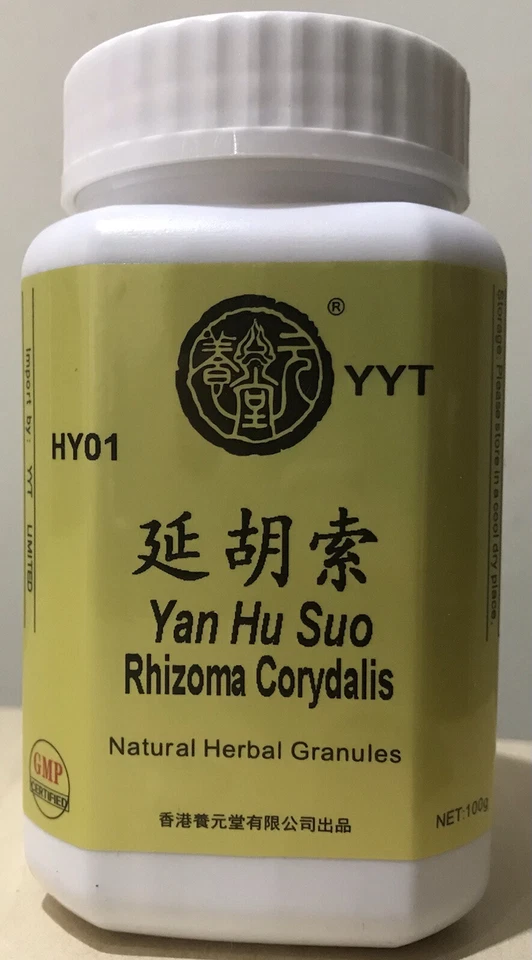 養元堂
®
YYT
HY01
延胡索
Yan Hu Suo
Rhizoma Corydalis
Natural Herbal Granules
GMP
CERTIFIED
香港養元堂有限公司出品
NET:100g
Import by: YYT LIMITED
Storage: Please store in a cool dry place.